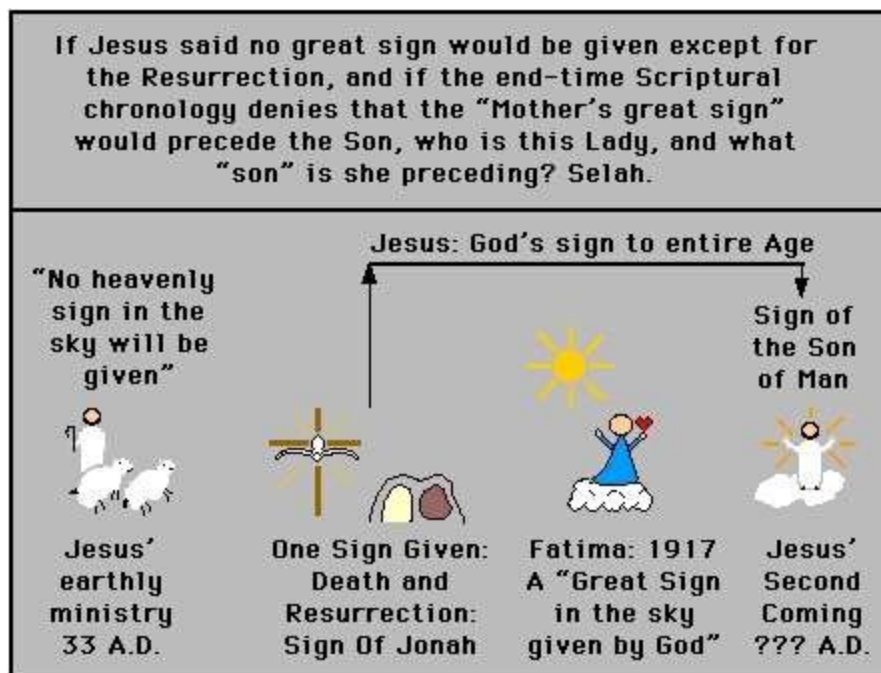 If Jesus said no great sign would be given except for
the Resurrection, and if the end-time Scriptural
chronology denies that the “Mother’s great sign”
would precede the Son, who is this Lady, and what
“son” is she preceding? Selah.
Jesus: God’s sign to entire Age
“No heavenly
sign in the
sky will be
given”
Sign of
the Son
of Man
Jesus’
earthly
ministry
33 A.D.
One Sign Given:
Death and
Resurrection:
Sign Of Jonah
Fatima: 1917
A “Great Sign
in the sky
given by God”
Jesus’
Second
Coming
??? A.D.